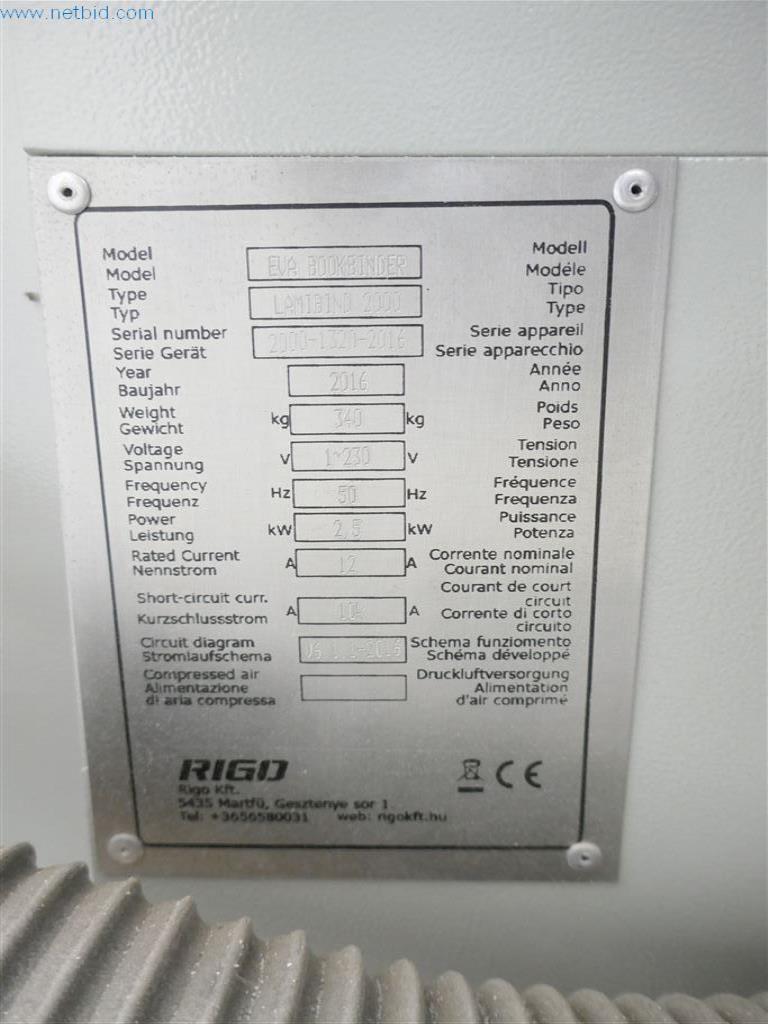 www.netbid.com
Model EVA BOOKBINDER Modell
Model Modéle
Type LAMIBIND 2000 Tipo
Typ Type
Serial number 2000-1320-2016 Serie appareil
Serie Gerät Serie apparecchio
Year 2016 Année
Baujahr Anno
Weight kg 340 kg Poids
Gewicht Peso
Voltage V 1~230 V Tension
Spannung Tensione
Frequency Hz 50 Hz Fréquence
Frequenz Frequenza
Power kW 2,5 kW Puissance
Leistung Potenza
Rated Current A 12 A Corrente nominale
Nennstrom Courant nominal
Short-circuit curr. A A Courant de court
circuit
Kurzschlussstrom Corrente di corto
circuito
Circuit diagram Schema funziomento
Stromlaufschema Schéma développé
Compressed air Druckluftversorgung
Alimentazione Alimentation
di aria compressa d'air comprimé
RIGO
Rigo Kft. CE
5435 Martfű, Gesztenye sor 1.
Tel: +3656580031 web: rigokft.hu